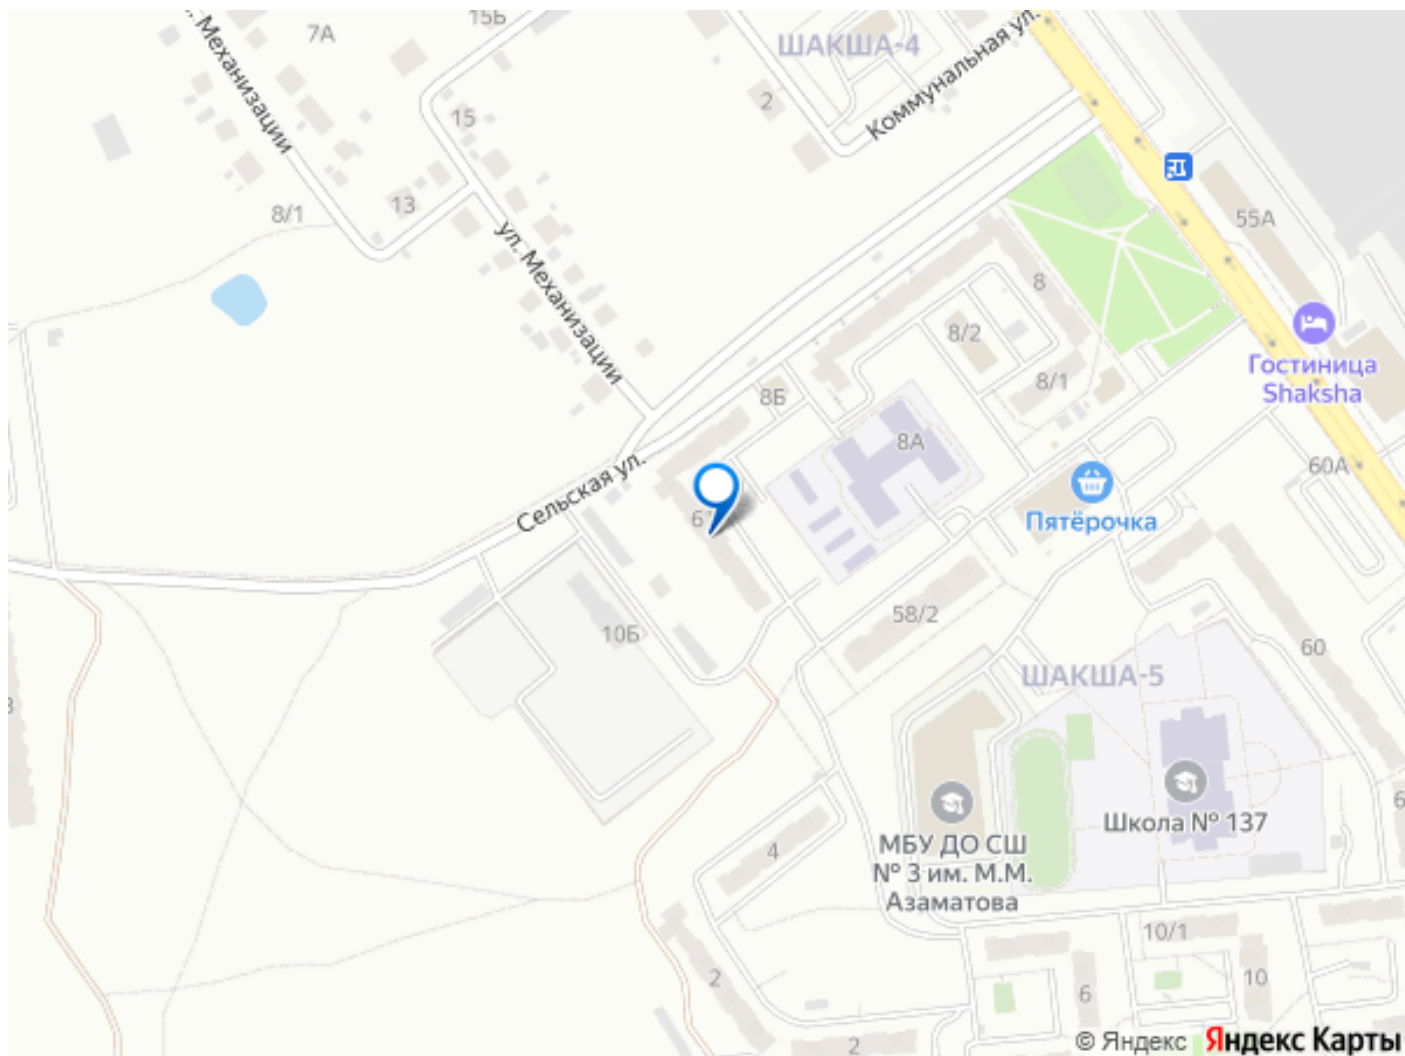 15Б
7А
ул. Механизации
ШАКША-4
Коммунальная ул.
2
15
13
8/1
ул. Механизации
55А
8
8/2
8/1
Гостиница
Shaksha
8Б
8А
60А
Сельская ул.
Пятёрочка
10Б
58/2
60
ШАКША-5
Школа № 137
МБУ ДО СШ
№ 3 им. М.М.
Азаматова
4
10/1
2
6
10
2
© Яндекс Яндекс Карты